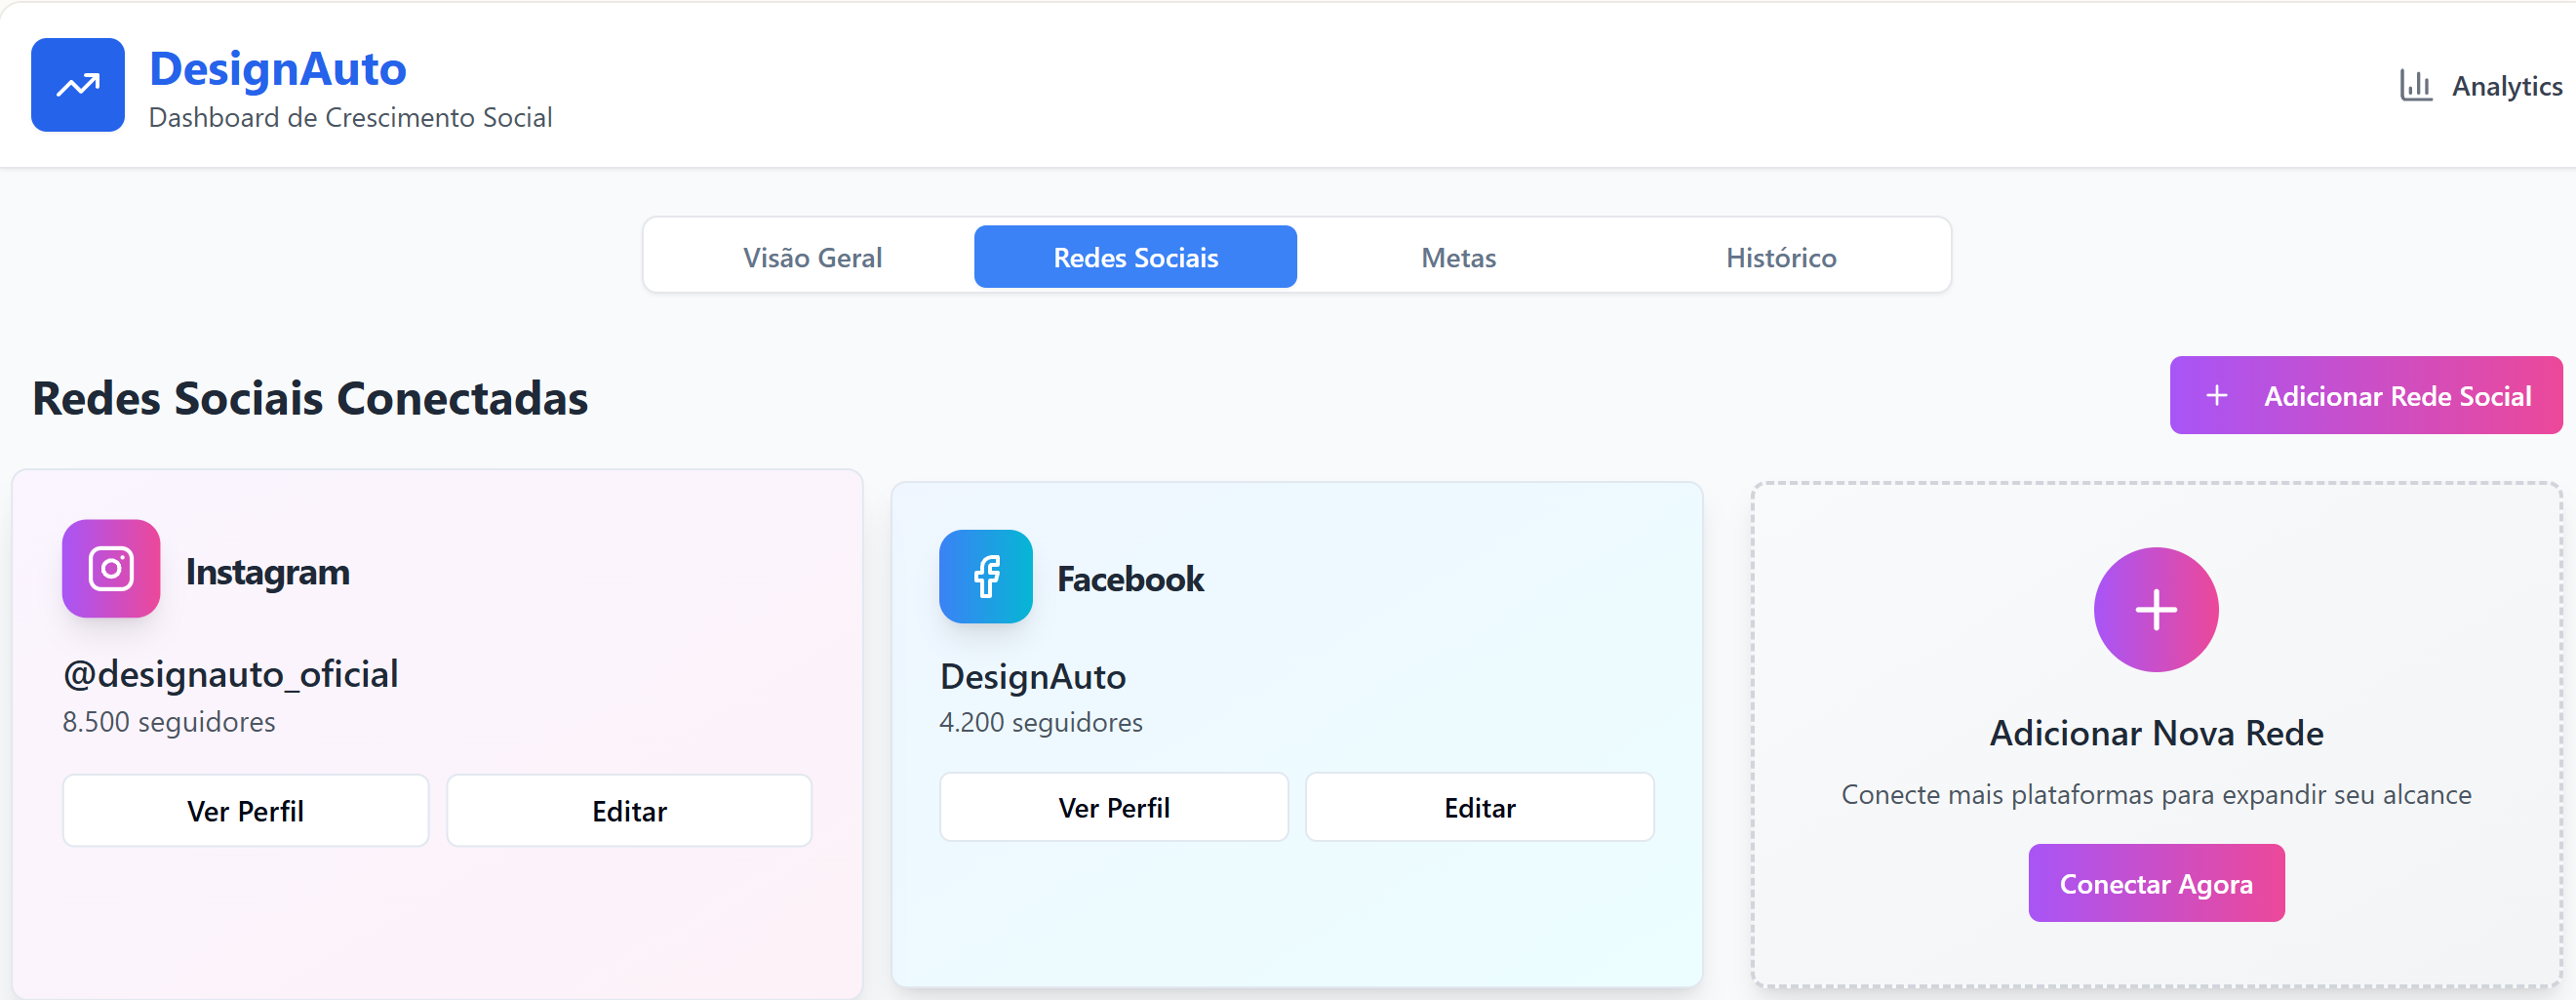 DesignAuto
Dashboard de Crescimento Social
Analytics
Visão Geral
Redes Sociais
Metas
Histórico
Redes Sociais Conectadas
Adicionar Rede Social
Instagram
@designauto_oficial
8.500 seguidores
Ver Perfil
Editar
Facebook
DesignAuto
4.200 seguidores
Ver Perfil
Editar
Adicionar Nova Rede
Conecte mais plataformas para expandir seu alcance
Conectar Agora